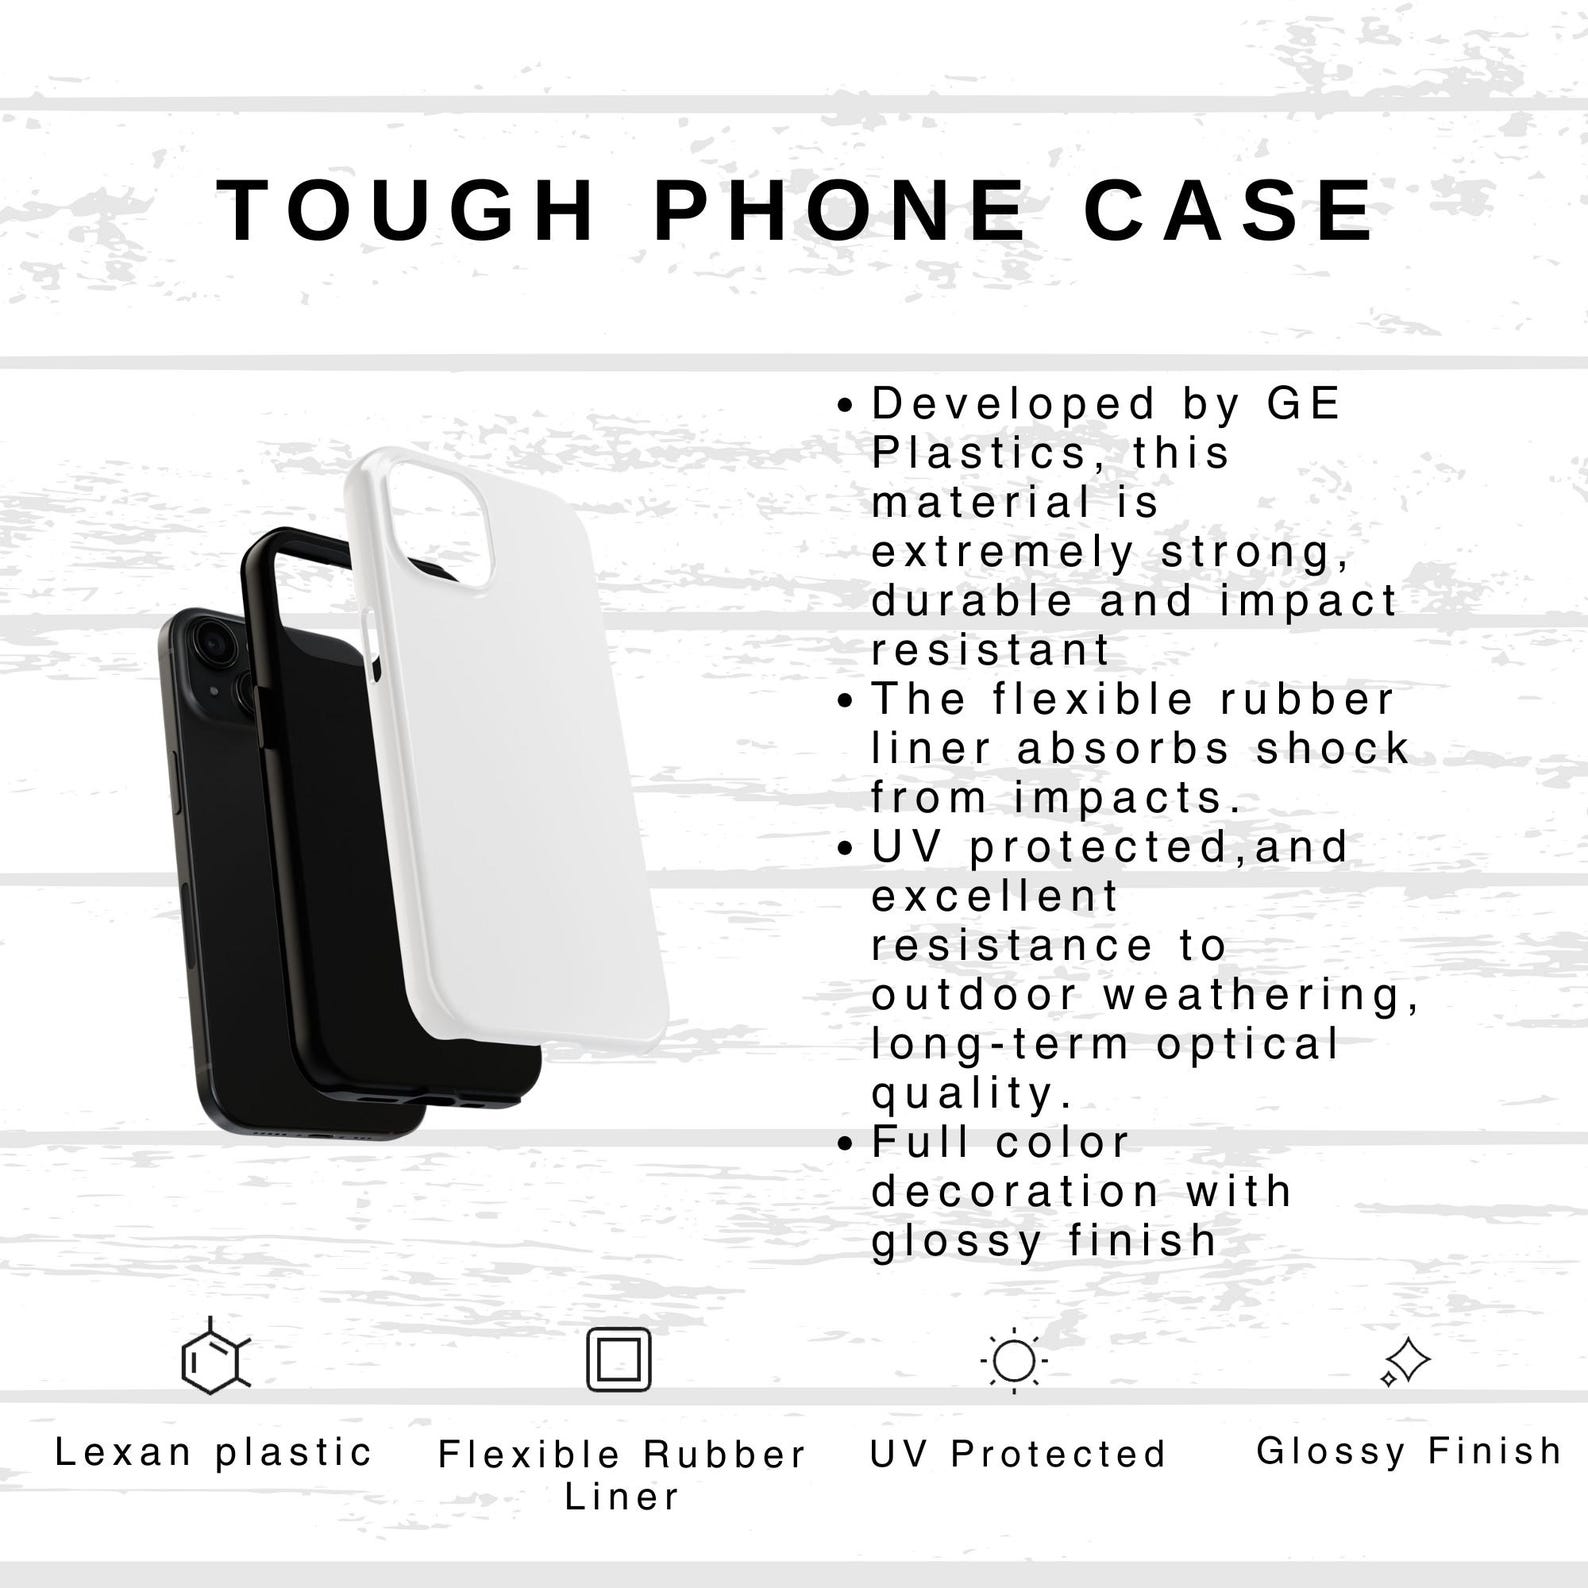 TOUGH PHONE CASE
• Developed by GE
Plastics, this
material is
extremely strong,
durable and impact
resistant
• The flexible rubber
liner absorbs shock
from impacts.
• UV protected,and
excellent
resistance to
outdoor weathering,
long-term optical
quality.
• Full color
decoration with
glossy finish
Lexan plastic
Flexible Rubber
Liner
UV Protected
Glossy Finish